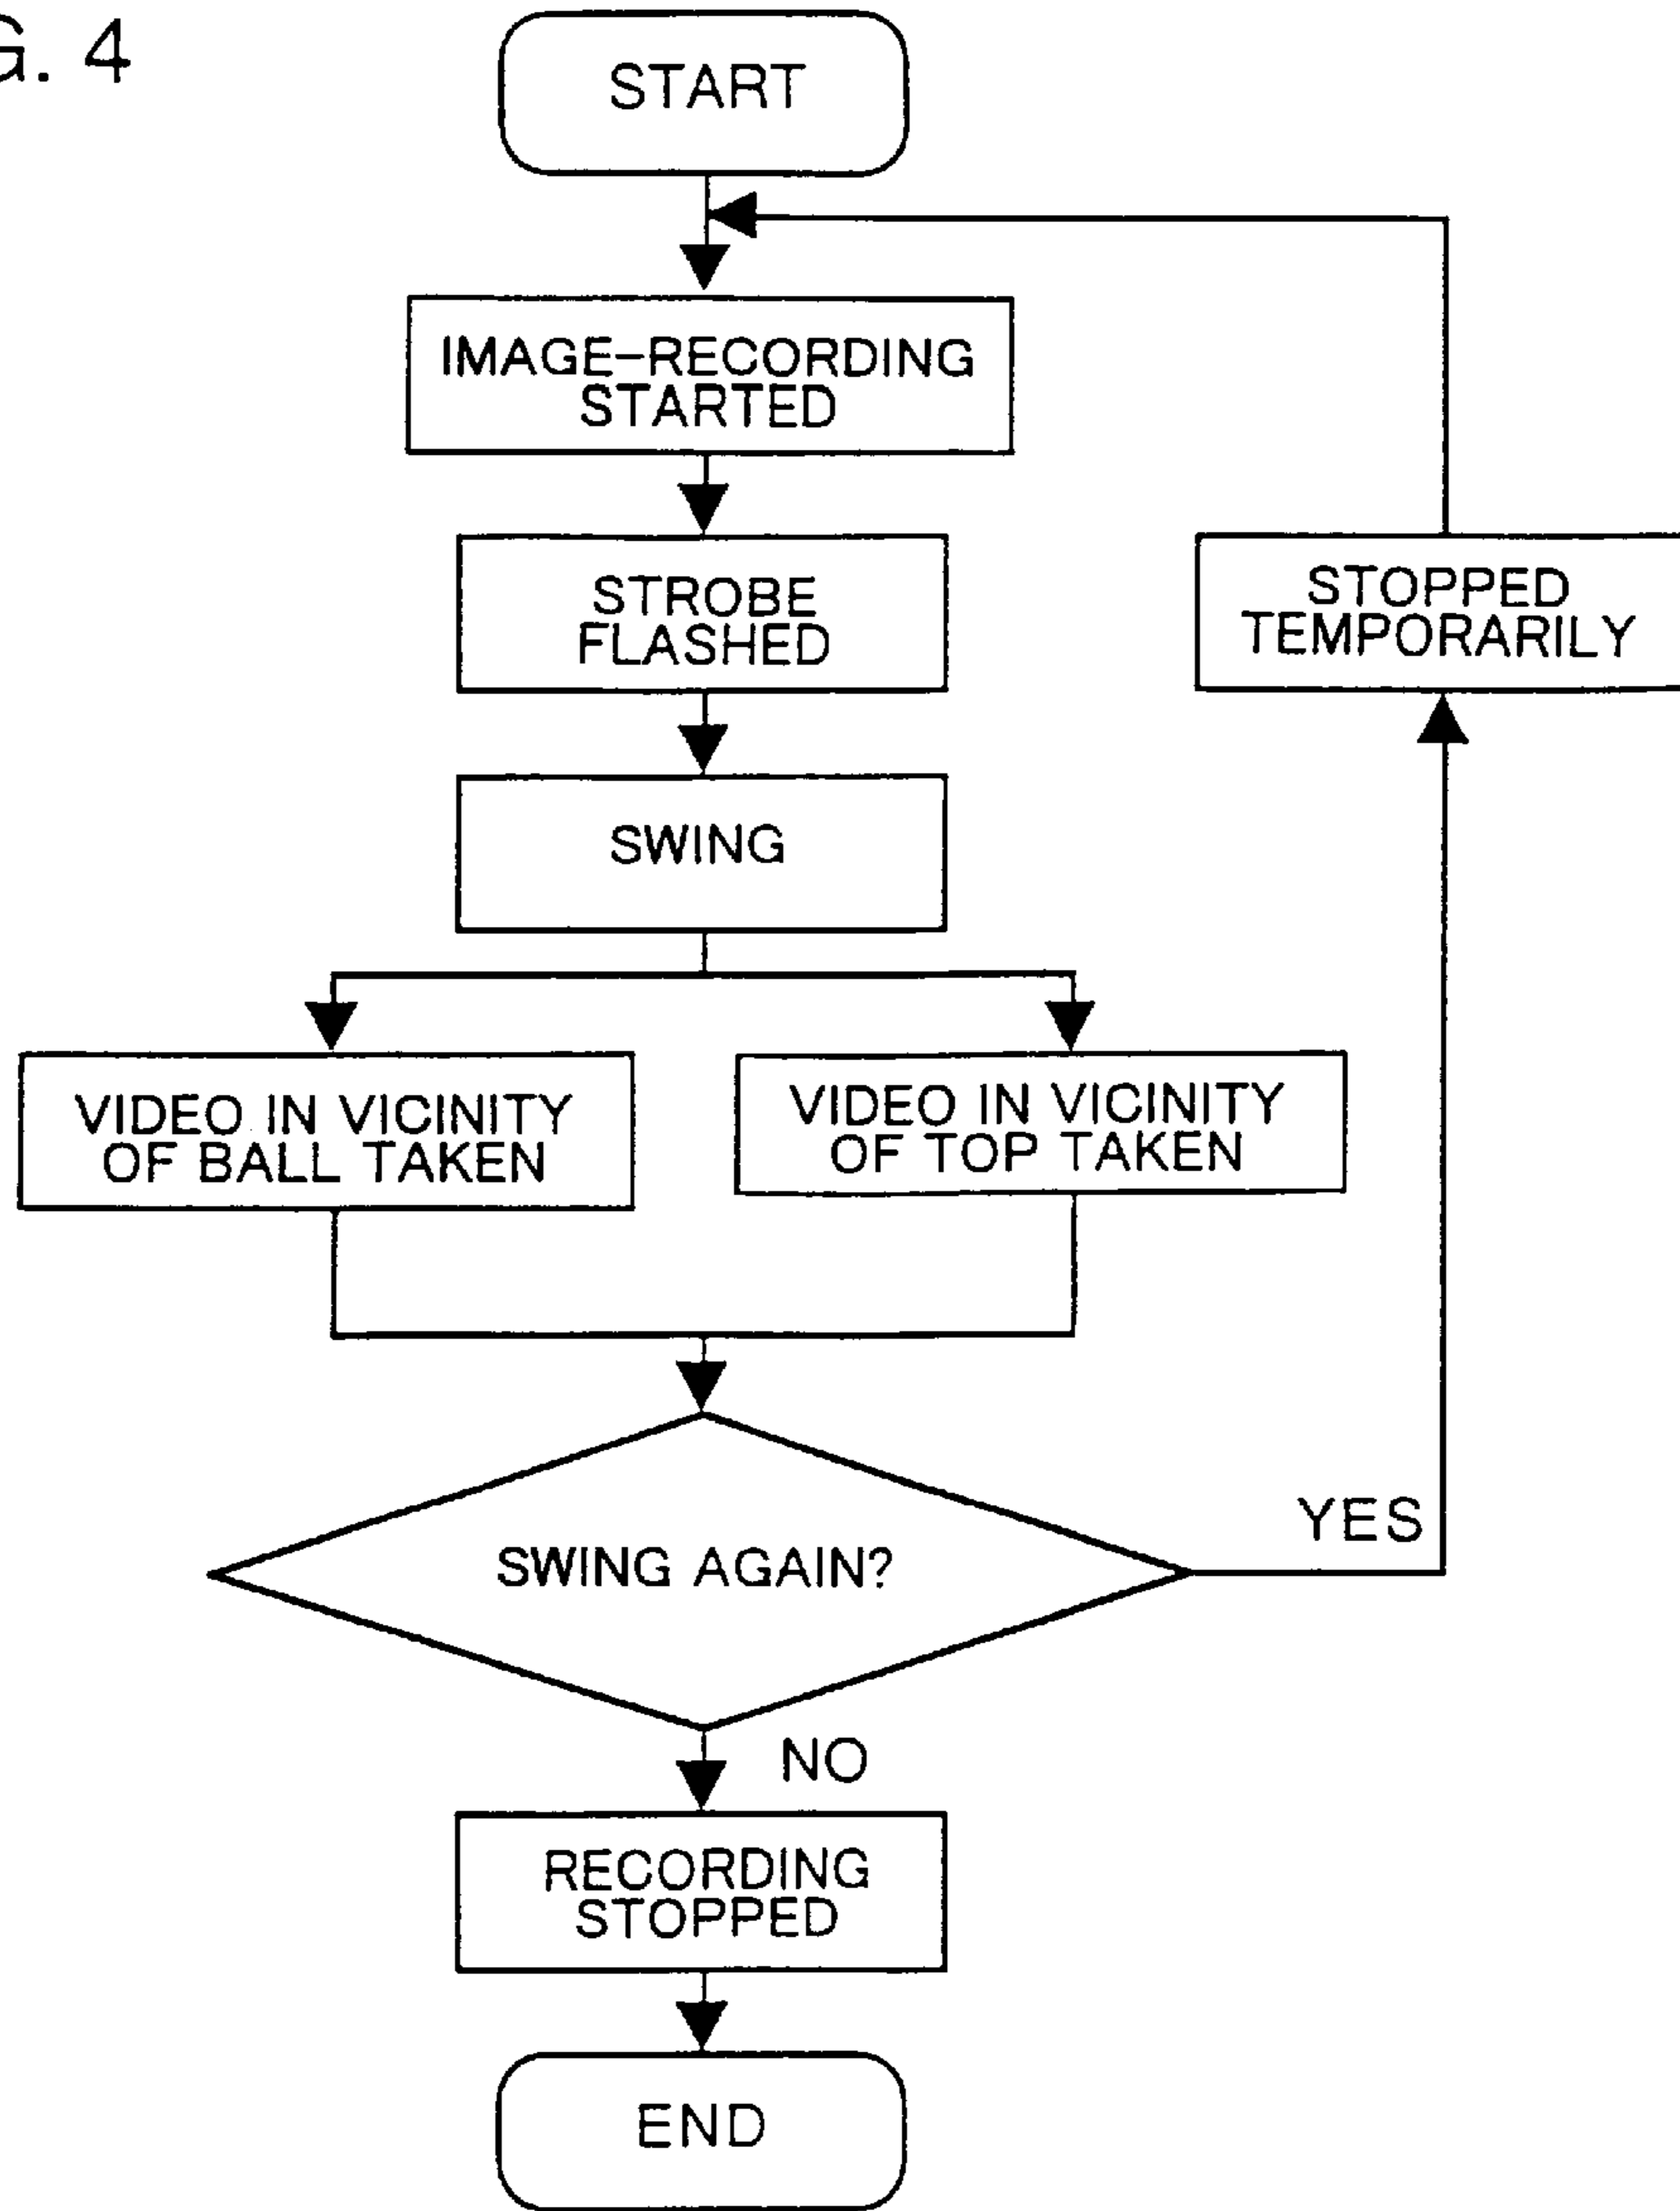 G. 4
START
IMAGE-RECORDING
STARTED
STROBE
FLASHED
STOPPED
TEMPORARILY
SWING
VIDEO IN VICINITY
OF BALL TAKEN
VIDEO IN VICINITY
OF TOP TAKEN
SWING AGAIN?
YES
NO
RECORDING
STOPPED
END